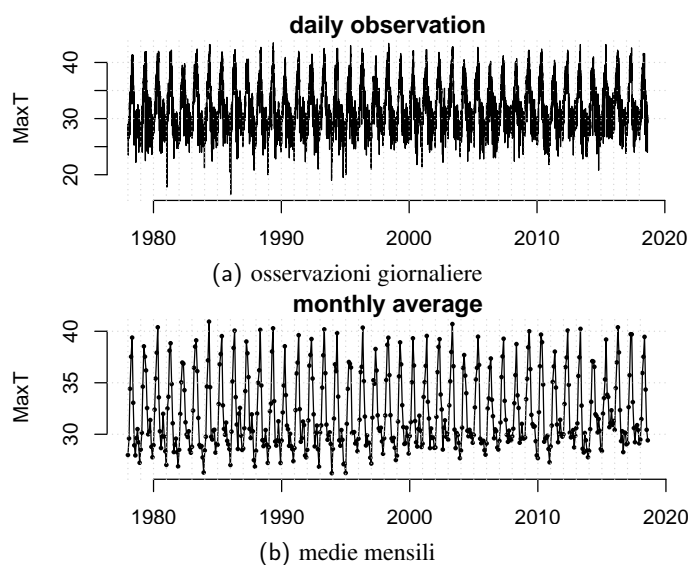 daily observation
MaxT
40
30
20
1980 1990 2000 2010 2020
(a) osservazioni giornaliere
monthly average
MaxT
40
35
30
1980 1990 2000 2010 2020
(b) medie mensili